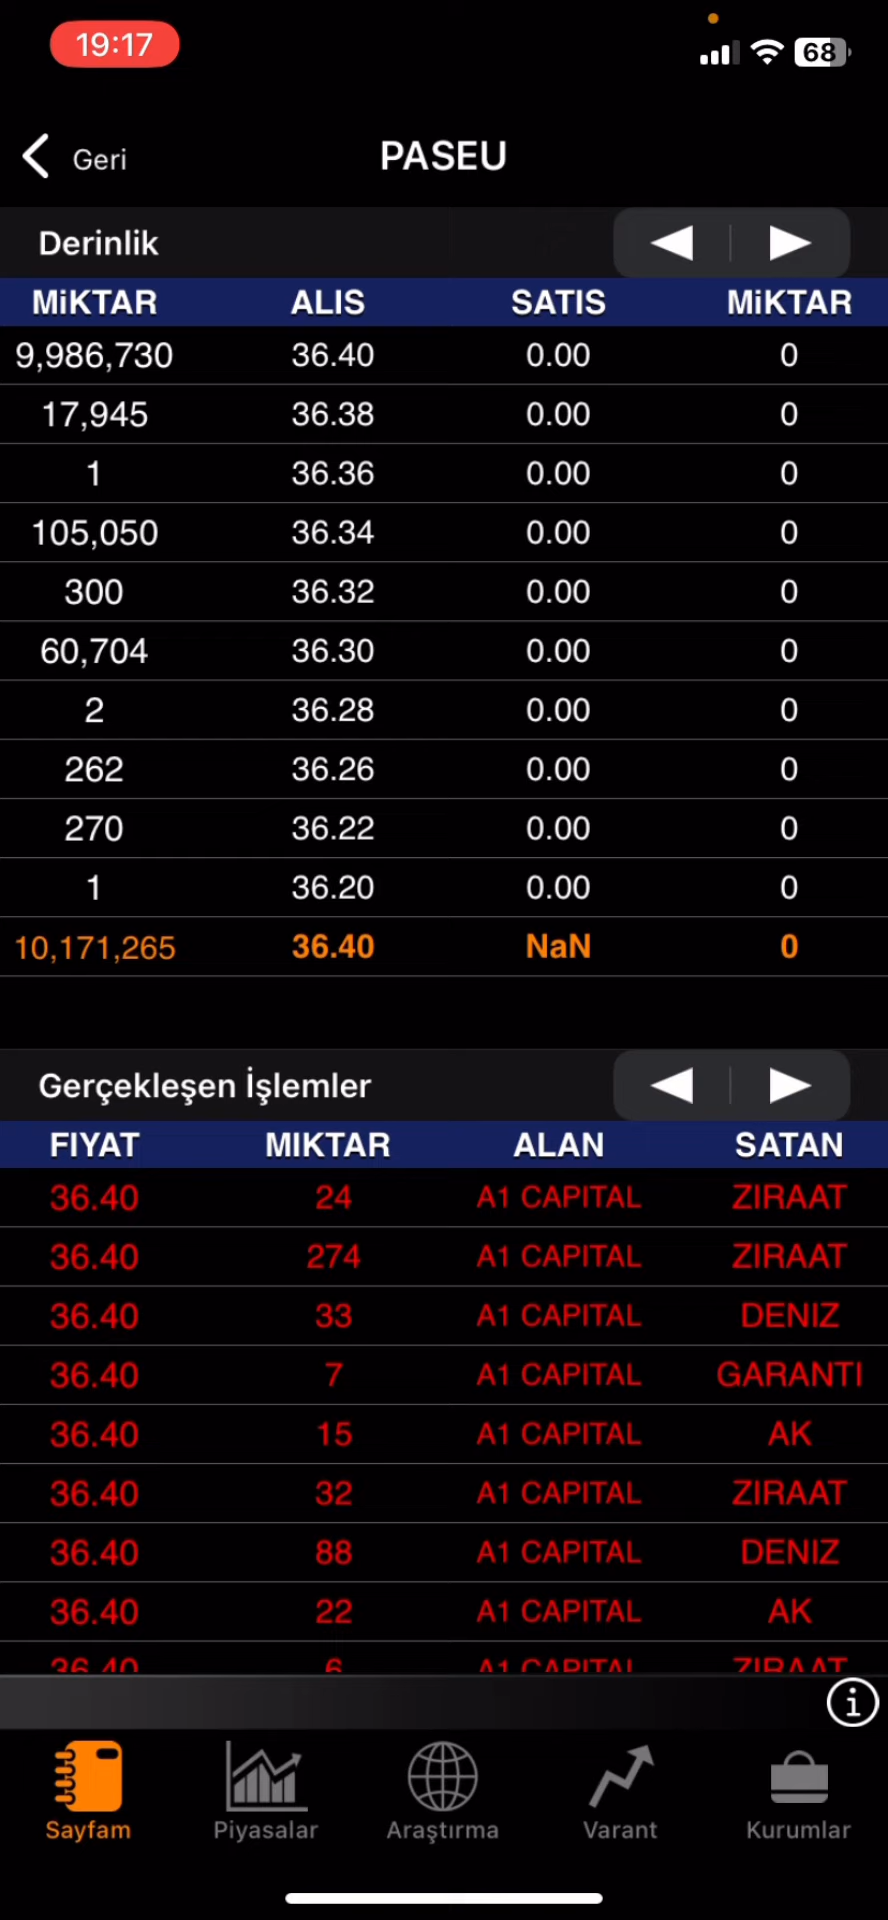 19:17
68
Geri
PASEU
Derinlik
MiKTAR ALIS SATIS MiKTAR
9,986,730 36.40 0.00 0
17,945 36.38 0.00 0
1 36.36 0.00 0
105,050 36.34 0.00 0
300 36.32 0.00 0
60,704 36.30 0.00 0
2 36.28 0.00 0
262 36.26 0.00 0
270 36.22 0.00 0
1 36.20 0.00 0
10,171,265 36.40 NaN 0
Gerçekleşen İşlemler
FIYAT MIKTAR ALAN SATAN
36.40 24 A1 CAPITAL ZIRAAT
36.40 274 A1 CAPITAL ZIRAAT
36.40 33 A1 CAPITAL DENIZ
36.40 7 A1 CAPITAL GARANTI
36.40 15 A1 CAPITAL AK
36.40 32 A1 CAPITAL ZIRAAT
36.40 88 A1 CAPITAL DENIZ
36.40 22 A1 CAPITAL AK
36.40 6 A1 CAPITAL ZIRAAT
i
Sayfam Piyasalar Araştırma Varant Kurumlar